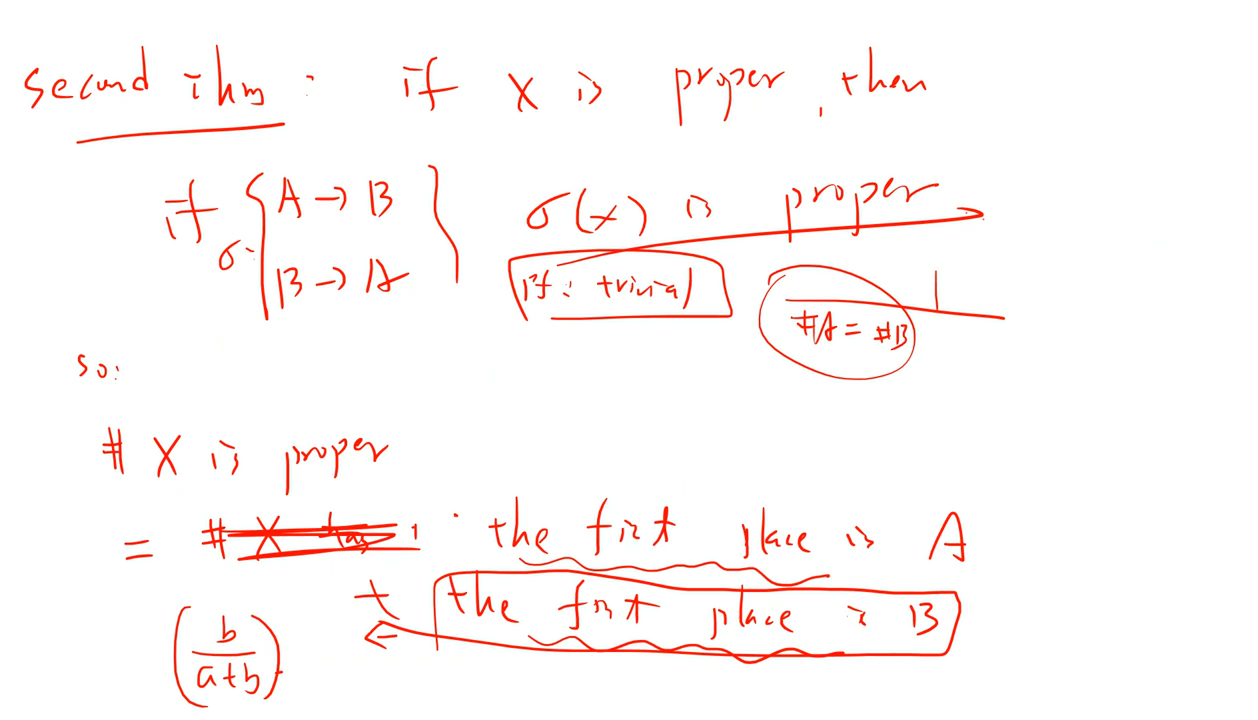 second thm : if X is proper, then
if σ: { A → B } σ(x) is proper
B → A
Pf : trivial
#A = #B
so:
# X is proper
= # X has : the first place is A
+ the first place is B
(b/(a+b))